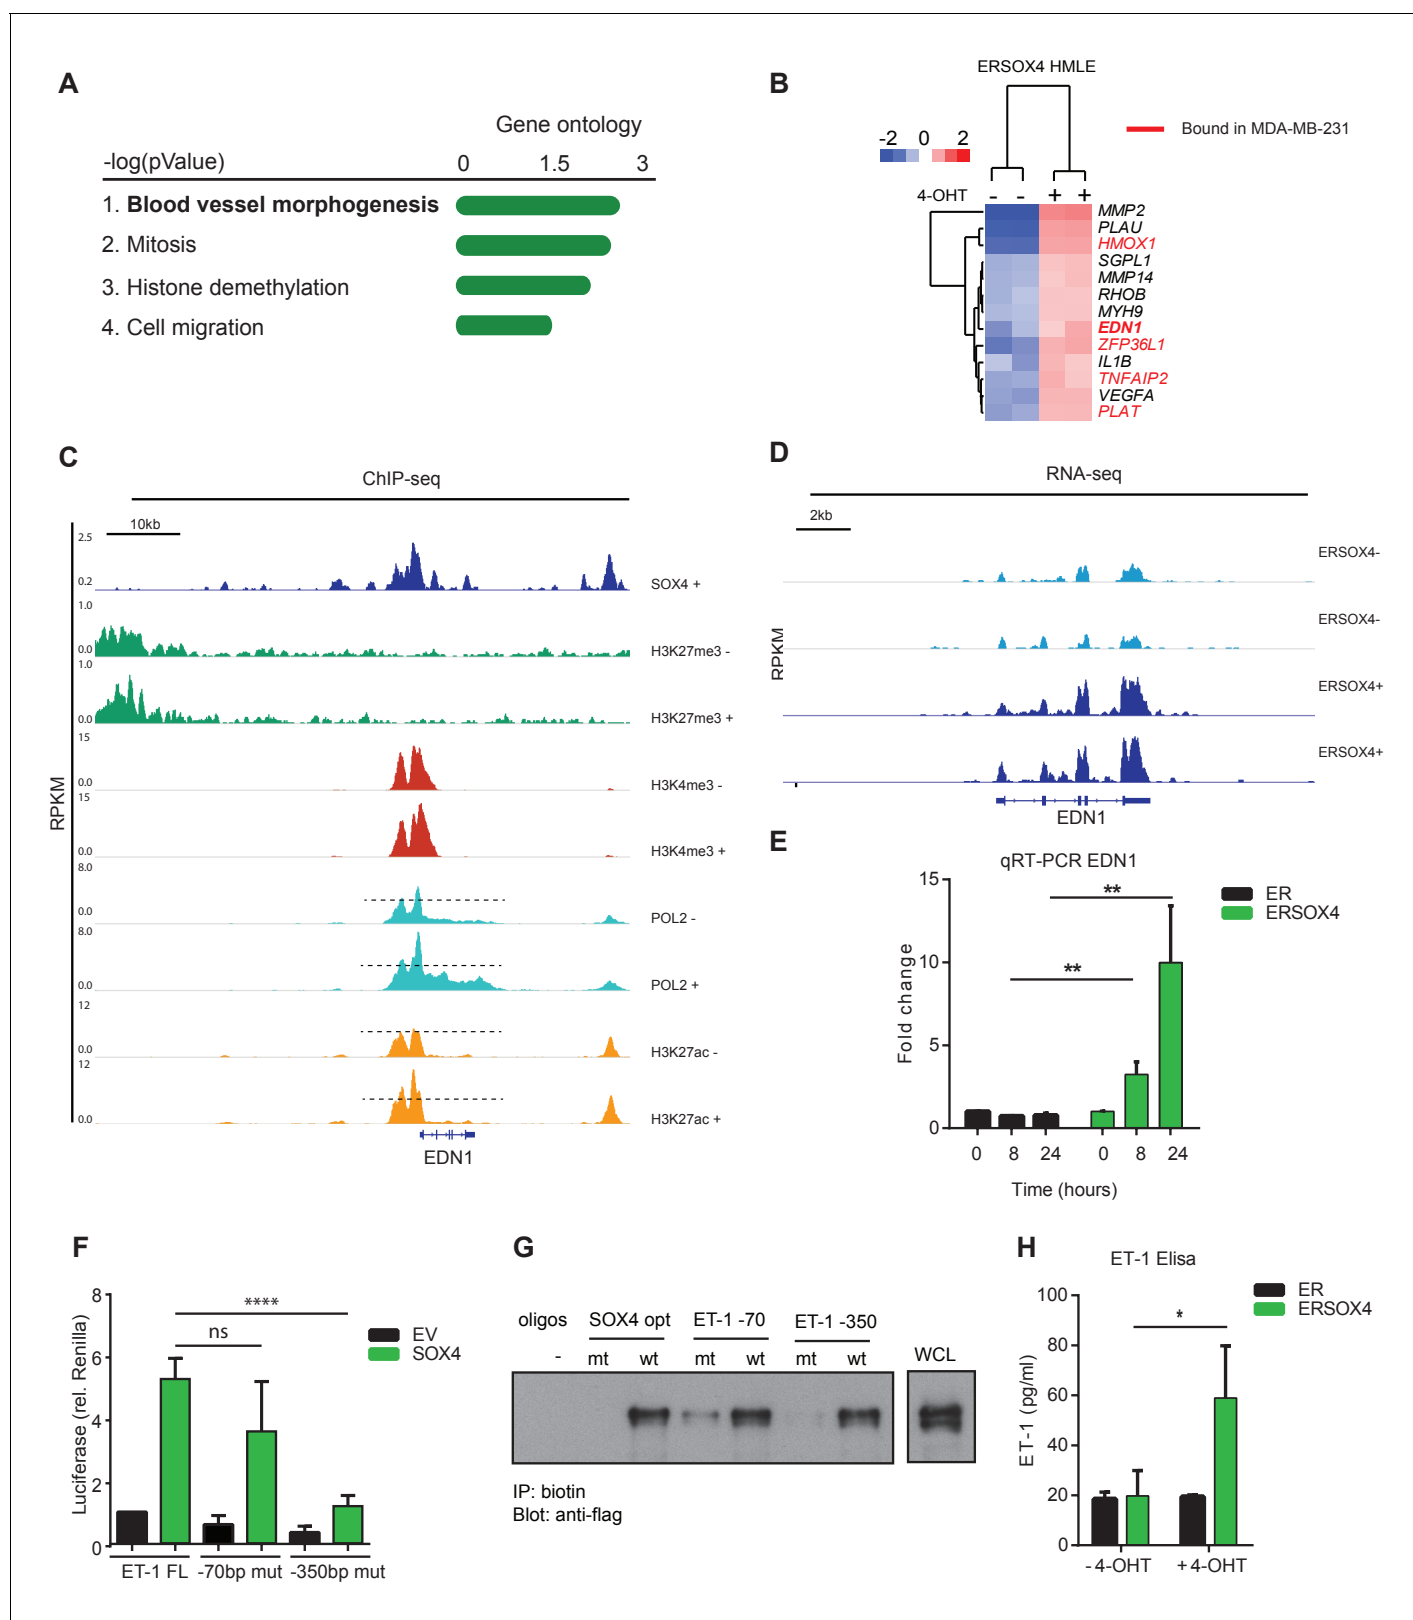 A
Gene ontology
-log(pValue) 0 1.5 3
1. Blood vessel morphogenesis
2. Mitosis
3. Histone demethylation
4. Cell migration
B
ERSOX4 HMLE
-2 0 2
Bound in MDA-MB-231
4-OHT - - + +
MMP2
PLAU
HMOX1
SGPL1
MMP14
RHOB
MYH9
EDN1
ZFP36L1
IL1B
TNFAIP2
VEGFA
PLAT
C
ChIP-seq
10kb
RPKM
2.5
0.2
SOX4 +
1.0
0.0
H3K27me3 -
1.0
0.0
H3K27me3 +
15
0.0
H3K4me3 -
15
0.0
H3K4me3 +
8.0
0.0
POL2 -
8.0
0.0
POL2 +
12
0.0
H3K27ac -
12
0.0
H3K27ac +
EDN1
D
RNA-seq
2kb
RPKM
ERSOX4-
ERSOX4-
ERSOX4+
ERSOX4+
EDN1
E
qRT-PCR EDN1
ER
ERSOX4
Fold change
15
10
5
0
**
**
0 8 24 0 8 24
Time (hours)
F
Luciferase (rel. Renilla)
8
6
4
2
0
****
ns
EV
SOX4
ET-1 FL -70bp mut -350bp mut
G
oligos SOX4 opt ET-1 -70 ET-1 -350
- mt wt mt wt mt wt WCL
IP: biotin
Blot: anti-flag
H
ET-1 Elisa
ER
ERSOX4
ET-1 (pg/ml)
100
80
60
40
20
0
*
- 4-OHT + 4-OHT